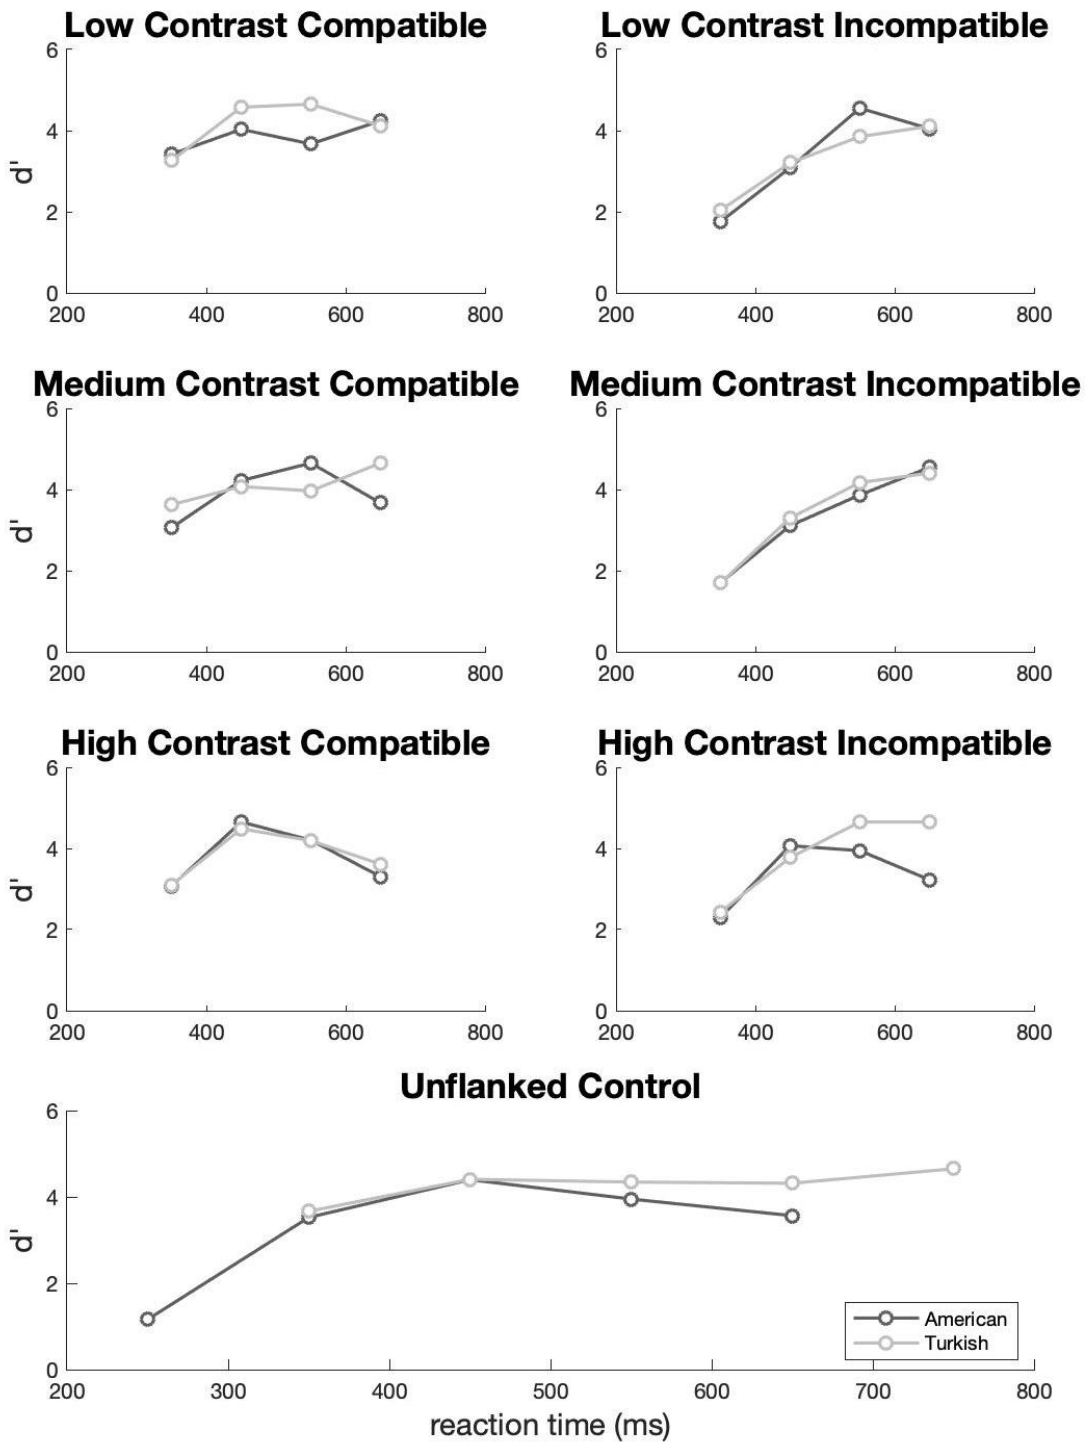 Low Contrast Compatible
6
4
2
0
d'
200 400 600 800
Low Contrast Incompatible
6
4
2
0
200 400 600 800
Medium Contrast Compatible
6
4
2
0
d'
200 400 600 800
Medium Contrast Incompatible
6
4
2
0
200 400 600 800
High Contrast Compatible
6
4
2
0
d'
200 400 600 800
High Contrast Incompatible
6
4
2
0
200 400 600 800
Unflanked Control
6
4
2
0
d'
American
Turkish
200 300 400 500 600 700 800
reaction time (ms)